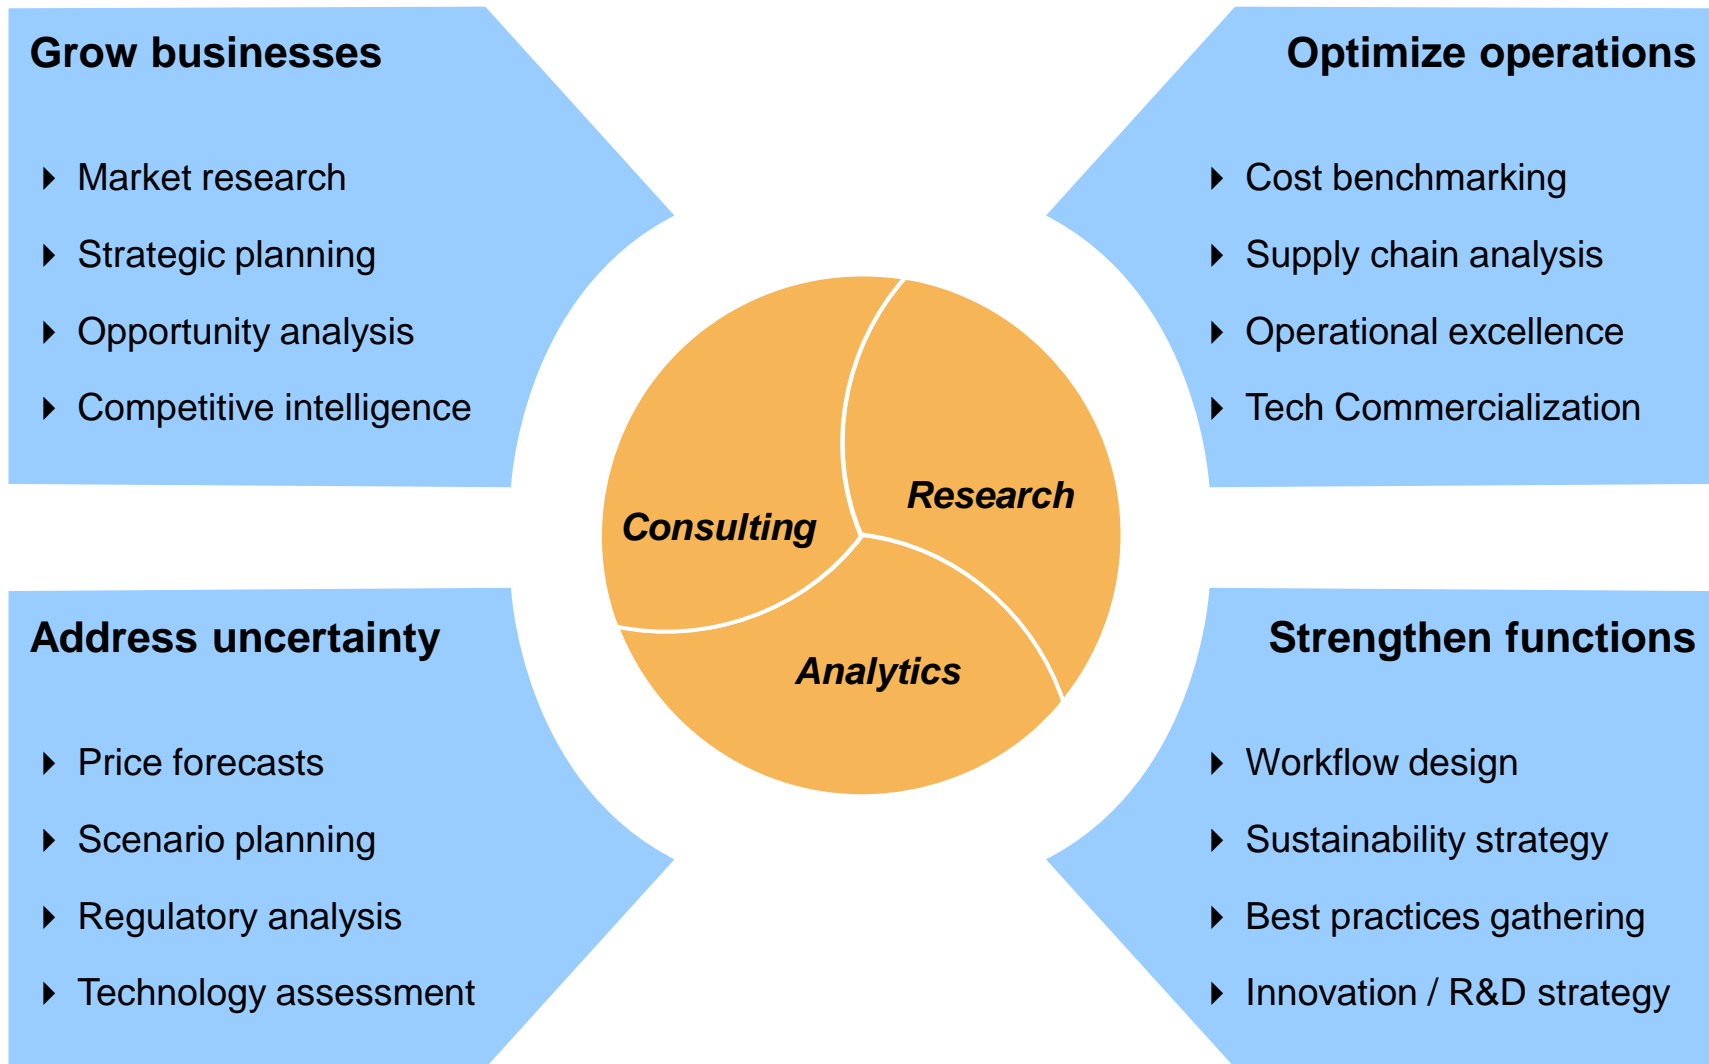 Grow businesses
Market research
Strategic planning
Opportunity analysis
Competitive intelligence
Optimize operations
Cost benchmarking
Supply chain analysis
Operational excellence
Tech Commercialization
Consulting
Research
Analytics
Address uncertainty
Price forecasts
Scenario planning
Regulatory analysis
Technology assessment
Strengthen functions
Workflow design
Sustainability strategy
Best practices gathering
Innovation / R&D strategy